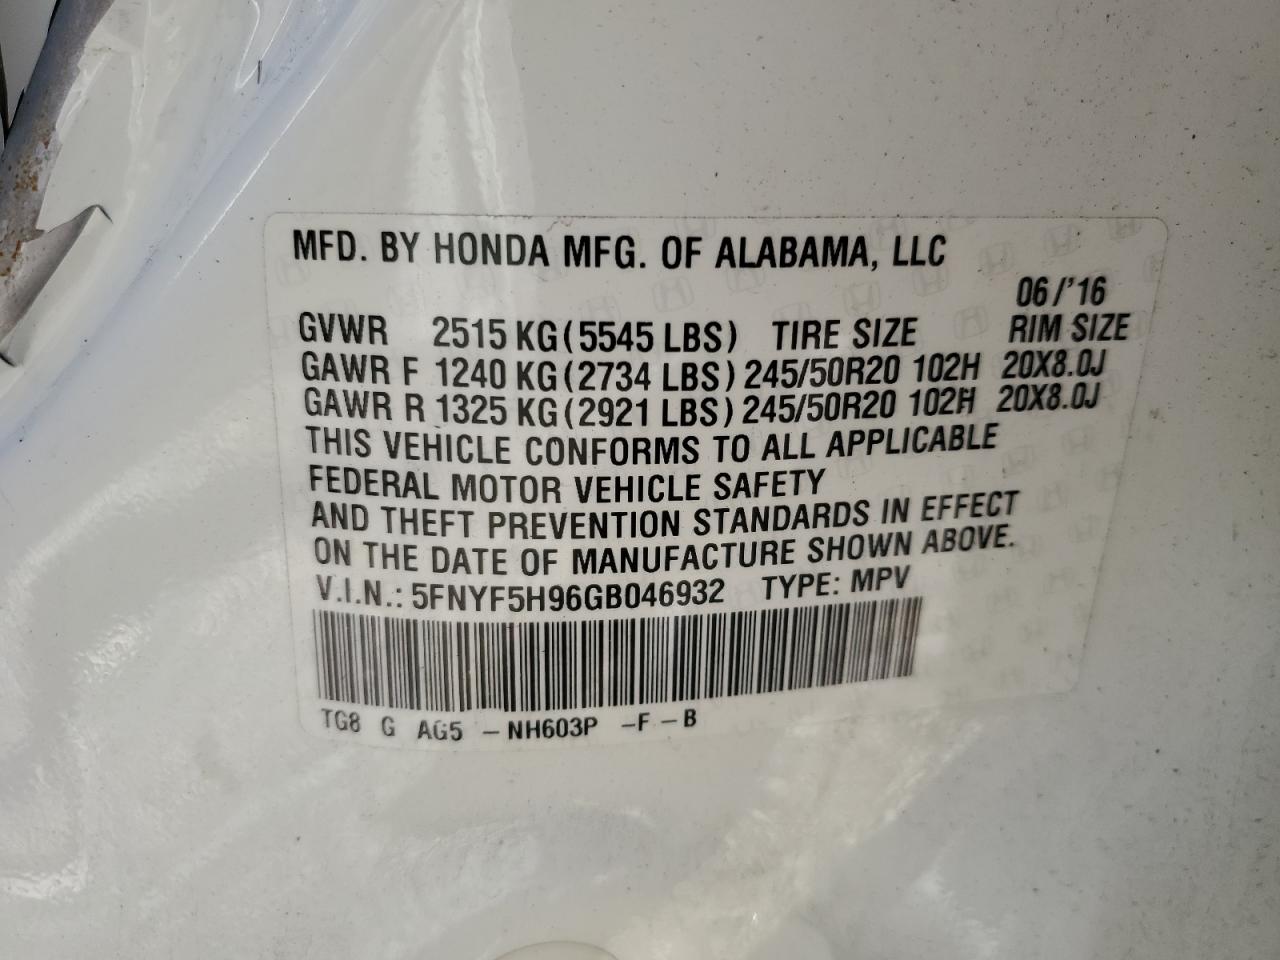 MFD. BY HONDA MFG. OF ALABAMA, LLC
06/'16
GVWR 2515 KG (5545 LBS) TIRE SIZE RIM SIZE
GAWR F 1240 KG (2734 LBS) 245/50R20 102H 20X8.0J
GAWR R 1325 KG (2921 LBS) 245/50R20 102H 20X8.0J
THIS VEHICLE CONFORMS TO ALL APPLICABLE
FEDERAL MOTOR VEHICLE SAFETY
AND THEFT PREVENTION STANDARDS IN EFFECT
ON THE DATE OF MANUFACTURE SHOWN ABOVE.
V.I.N.: 5FNYF5H96GB046932 TYPE: MPV
TG8 G AG5 - NH603P -F - B